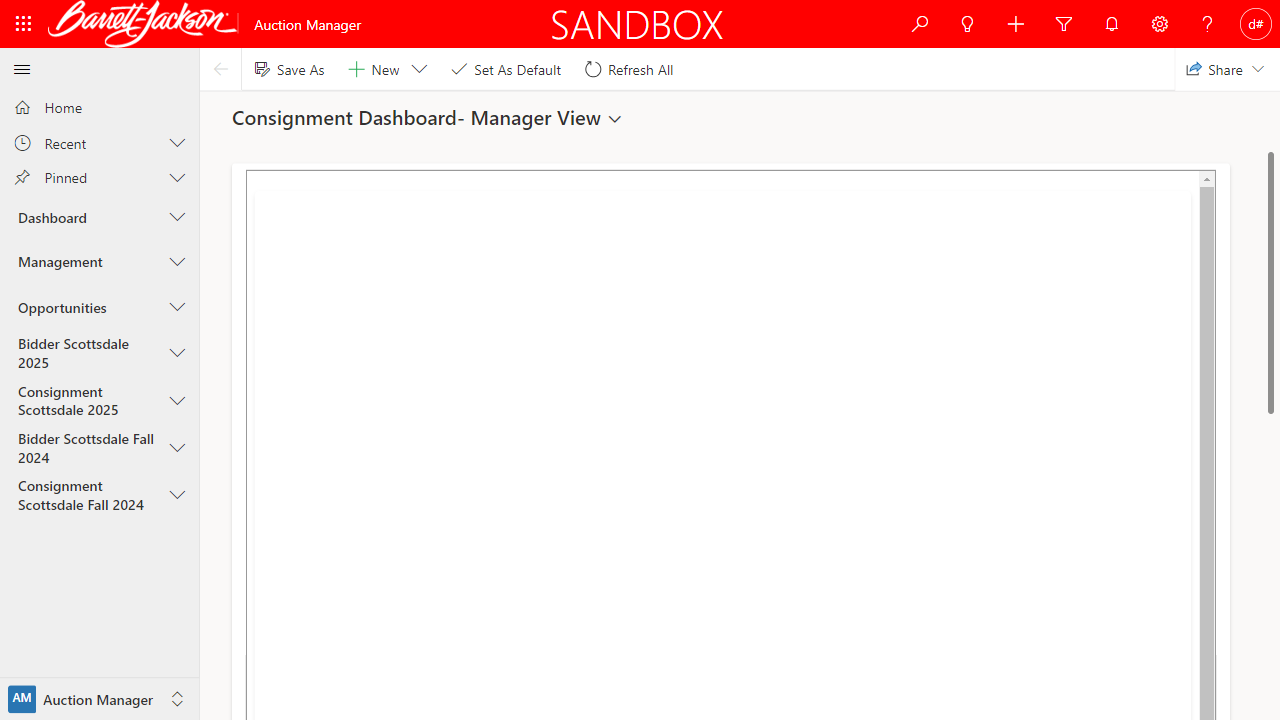 Barrett-Jackson.
Auction Manager
SANDBOX
d#
Save As
New
Set As Default
Refresh All
Share
Home
Recent
Pinned
Dashboard
Management
Opportunities
Bidder Scottsdale
2025
Consignment
Scottsdale 2025
Bidder Scottsdale Fall
2024
Consignment
Scottsdale Fall 2024
Consignment Dashboard- Manager View
AM
Auction Manager